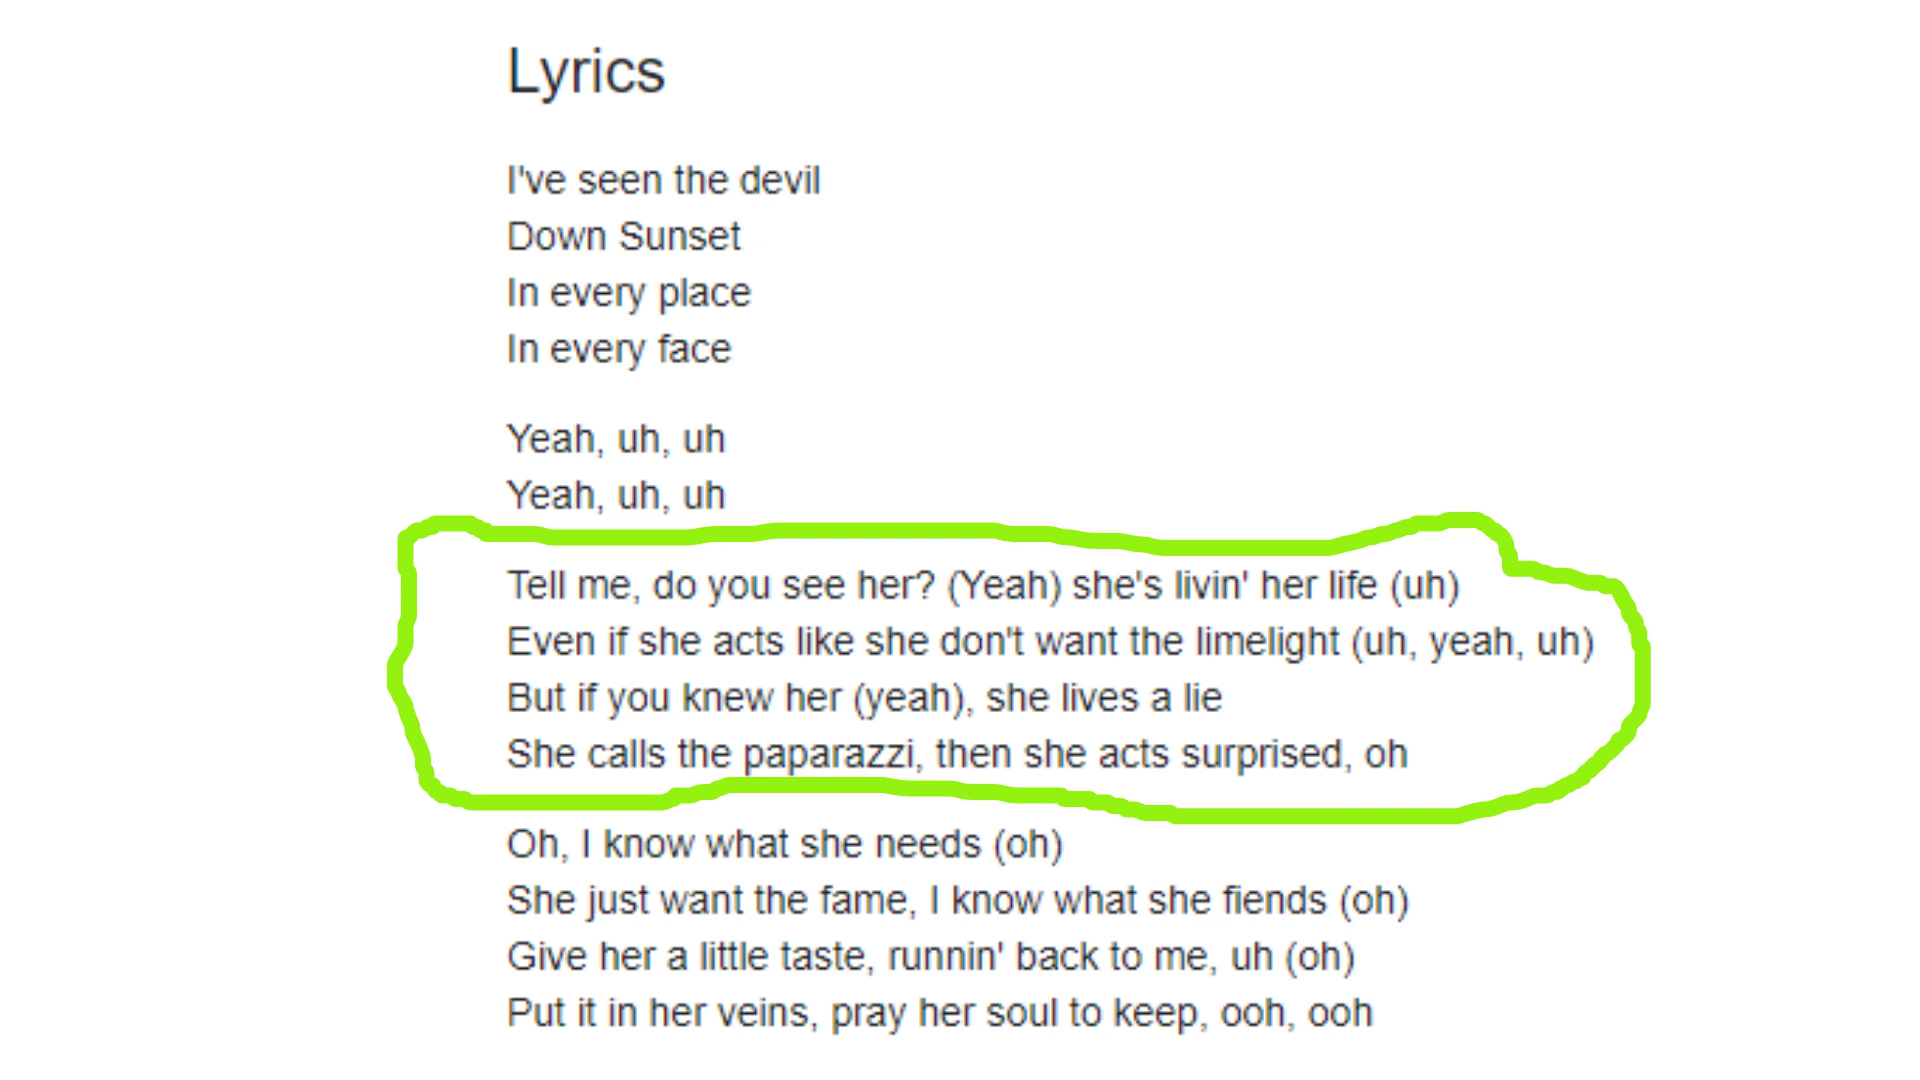 Lyrics
I've seen the devil
Down Sunset
In every place
In every face
Yeah, uh, uh
Yeah, uh, uh
Tell me, do you see her? (Yeah) she's livin' her life (uh)
Even if she acts like she don't want the limelight (uh, yeah, uh)
But if you knew her (yeah), she lives a lie
She calls the paparazzi, then she acts surprised, oh
Oh, I know what she needs (oh)
She just want the fame, I know what she fiends (oh)
Give her a little taste, runnin' back to me, uh (oh)
Put it in her veins, pray her soul to keep, ooh, ooh